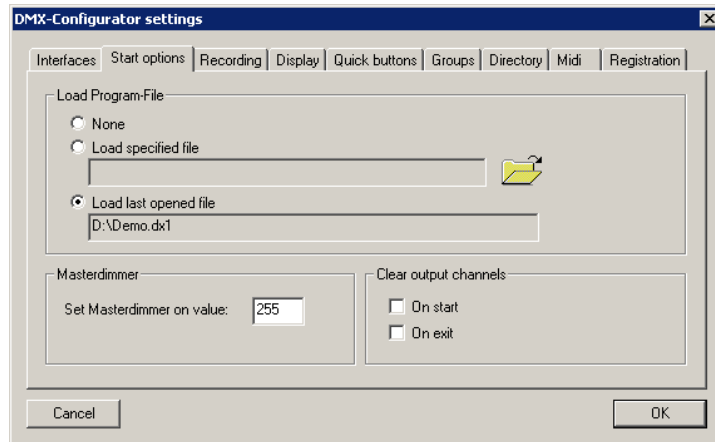 DMX-Configurator settings
Interfaces Start options Recording Display Quick buttons Groups Directory Midi Registration
Load Program-File
None
Load specified file
Load last opened file
D:\Demo.dx1
Masterdimmer
Set Masterdimmer on value: 255
Clear output channels
On start
On exit
Cancel
OK